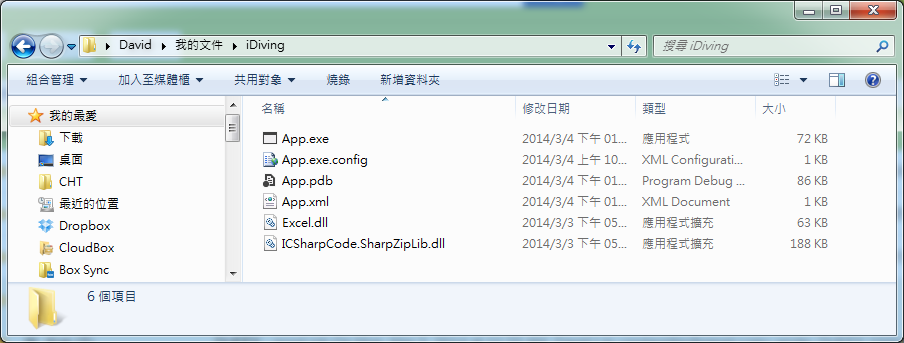 David 我的文件 iDiving 搜尋 iDiving
組合管理 加入至媒體櫃 共用對象 燒錄 新增資料夾
我的最愛
下載
桌面
CHT
最近的位置
Dropbox
CloudBox
Box Sync
名稱 修改日期 類型 大小
App.exe 2014/3/4 下午 01... 應用程式 72 KB
App.exe.config 2014/3/4 上午 10... XML Configurati... 1 KB
App.pdb 2014/3/4 下午 01... Program Debug ... 86 KB
App.xml 2014/3/4 下午 01... XML Document 1 KB
Excel.dll 2014/3/3 下午 05... 應用程式擴充 63 KB
ICSharpCode.SharpZipLib.dll 2014/3/3 下午 05... 應用程式擴充 188 KB
6 個項目